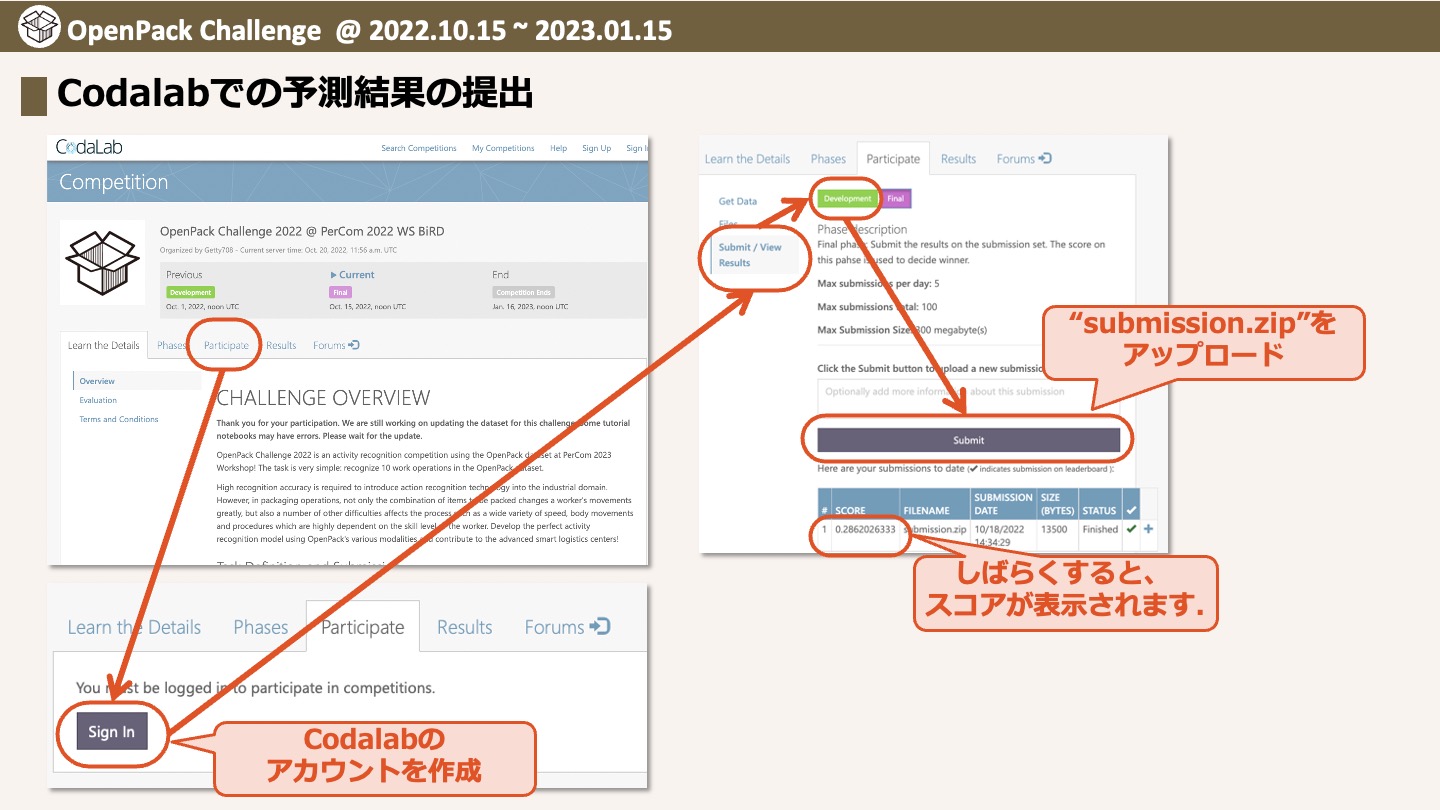 OpenPack Challenge @ 2022.10.15 ~ 2023.01.15
Codalabでの予測結果の提出
CodaLab
Search Competitions My Competitions Help Sign Up Sign
Competition
OpenPack Challenge 2022 @ PerCom 2022 WS BiRD
Organized by Getty708 - Current server time: Oct. 20, 2022, 11:56 a.m. UTC
Previous ▶Current End
Development Final Competition Ends
Oct. 1, 2022, noon UTC Oct. 15, 2022, noon UTC Jan. 16, 2023, noon UTC
Learn the Details Phases Participate Results Forums
Overview
Evaluation
Terms and Conditions
CHALLENGE OVERVIEW
Thank you for your participation. We are still working on updating the dataset for this challenge. Some tutorial
notebooks may have errors. Please wait for the update.
OpenPack Challenge 2022 is an activity recognition competition using the OpenPack dataset at PerCom 2023
Workshop! The task is very simple: recognize 10 work operations in the OpenPack dataset.
High recognition accuracy is required to introduce action recognition technology into the industrial domain.
However, in packaging operations, not only the combination of items to be packed changes a worker's movements
greatly, but also a number of other difficulties affects the process such as a wide variety of speed, body movements
and procedures which are highly dependent on the skill level of the worker. Develop the perfect activity
recognition model using OpenPack's various modalities, and contribute to the advanced smart logistics centers!
Learn the Details Phases Participate Results Forums
You must be logged in to participate in competitions.
Sign In
Codalabの
アカウントを作成
Learn the Details Phases Participate Results Forums
Get Data
Files
Submit / View
Results
Development Final
Phase description
Final phase: Submit the results on the submission set. The score on
this pahse is used to decide winner.
Max submissions per day: 5
Max submissions total: 100
Max Submission Size: 300 megabyte(s)
Click the Submit button to upload a new
Optionally add more information about this submission
Submit
Here are your submissions to date (✔ indicates submission on leaderboard ):
# SCORE FILENAME SUBMISSION DATE SIZE (BYTES) STATUS ✔
1 0.2862026333 submission.zip 10/18/2022 14:34:29 13500 Finished ✔ +
“submission.zip”を
アップロード
しばらくすると、
スコアが表示されます.